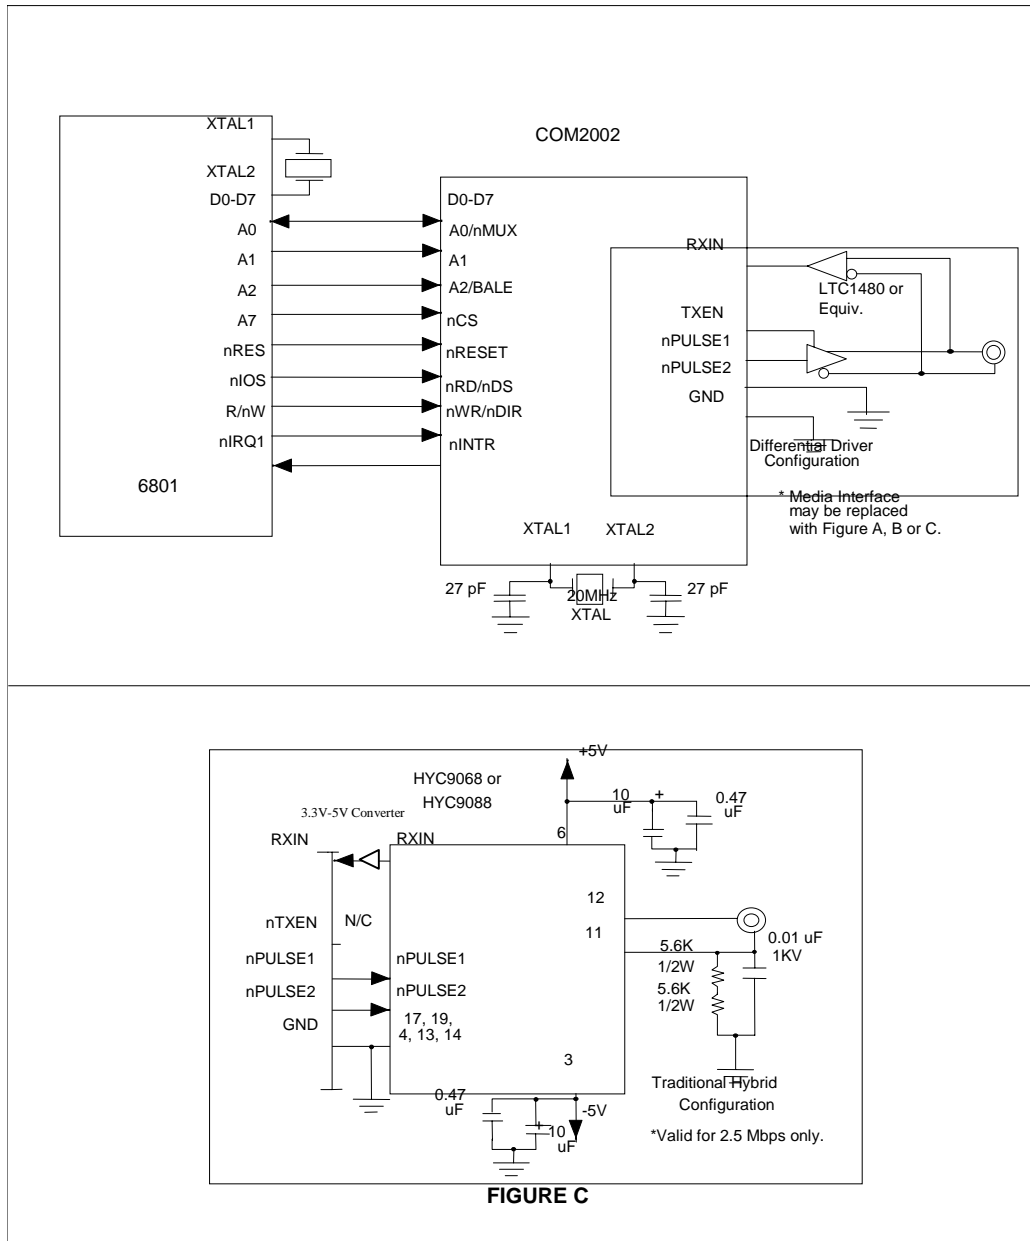 XTAL1
XTAL2
D0-D7
A0
A1
A2
A7
nRES
nIOS
R/nW
nIRQ1
6801
COM2002
D0-D7
A0/nMUX
A1
A2/BALE
nCS
nRESET
nRD/nDS
nWR/nDIR
nINTR
RXIN
TXEN
nPULSE1
nPULSE2
GND
LTC1480 or
Equiv.
Differential Driver
Configuration
* Media Interface
may be replaced
with Figure A, B or C.
XTAL1
XTAL2
27 pF
20MHz
XTAL
27 pF
+5V
HYC9068 or
HYC9088
3.3V-5V Converter
RXIN
RXIN
6
10
uF
+
0.47
uF
nTXEN
N/C
nPULSE1
nPULSE2
GND
nPULSE1
nPULSE2
17, 19,
4, 13, 14
12
11
5.6K
1/2W
5.6K
1/2W
0.01 uF
1KV
3
0.47
uF
+
10
uF
-5V
Traditional Hybrid
Configuration
*Valid for 2.5 Mbps only.
FIGURE C